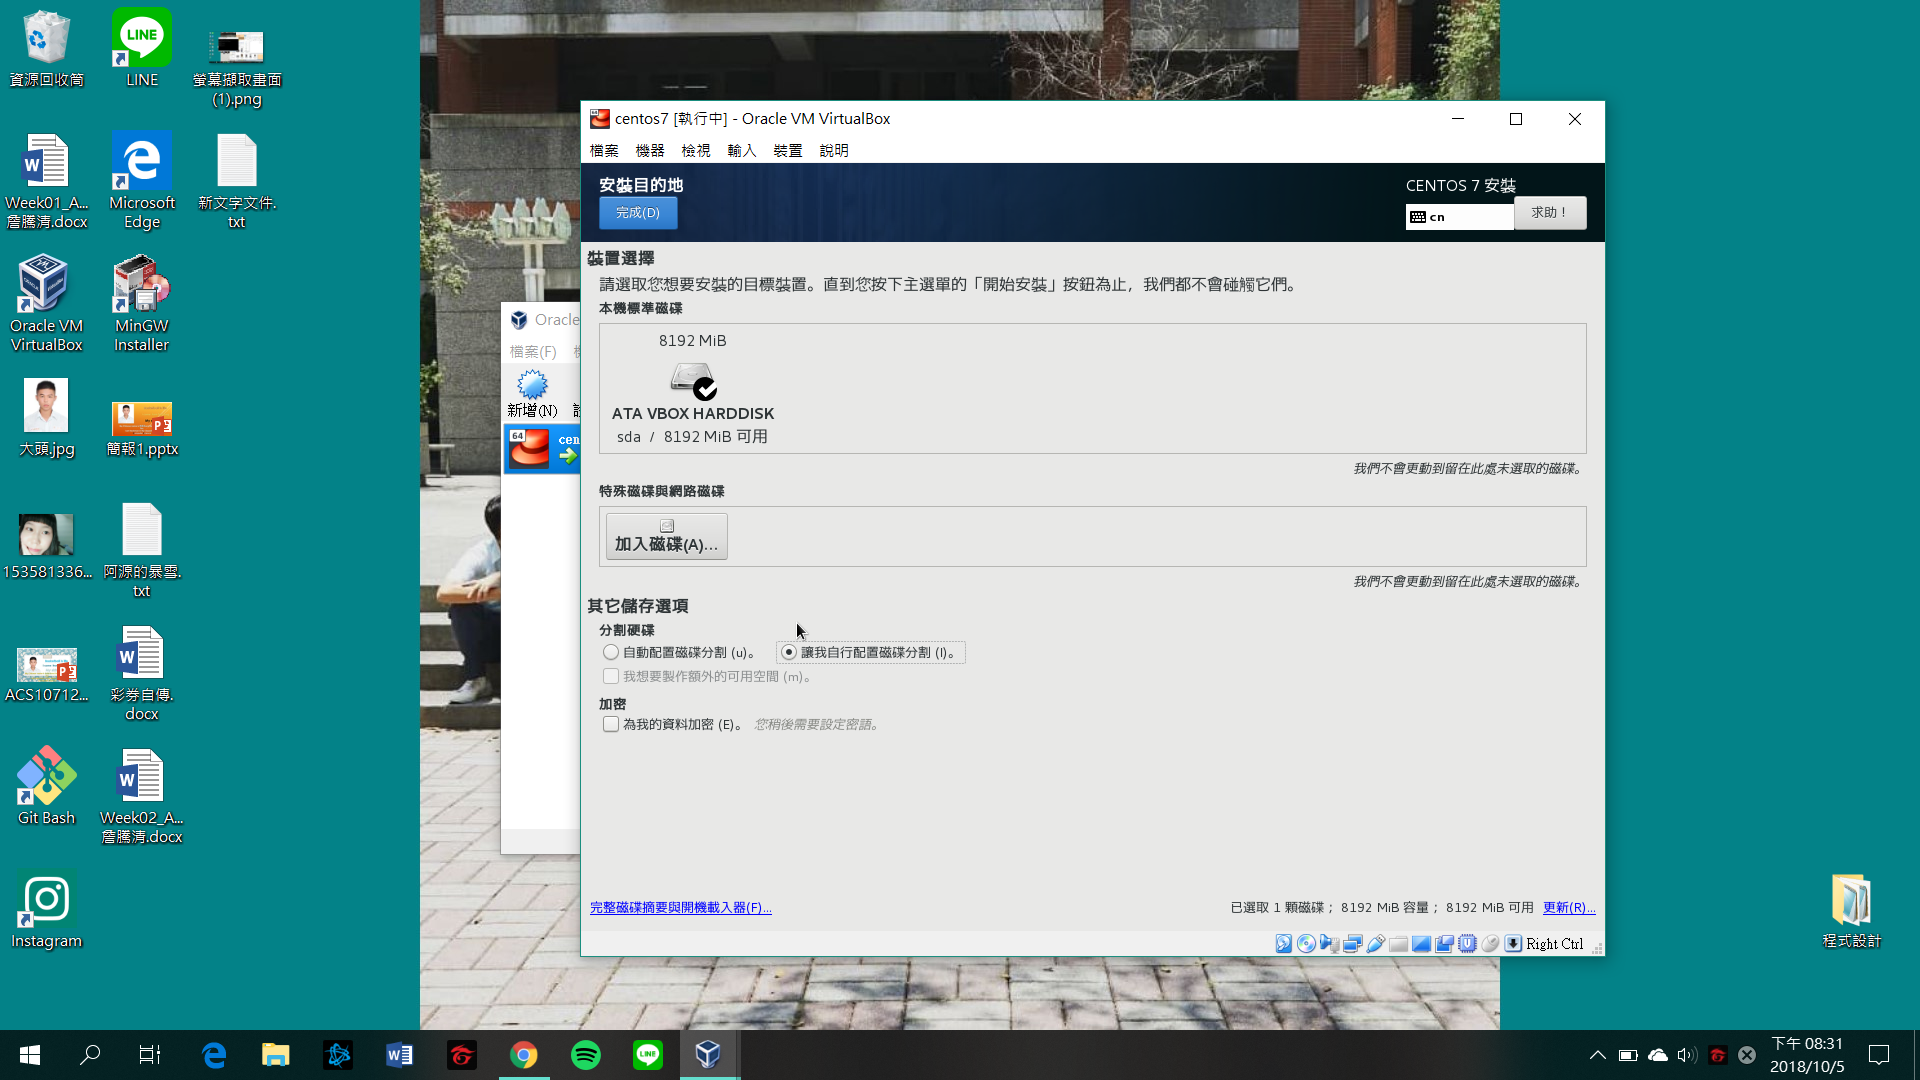 資源回收筒
LINE
螢幕擷取畫面
(1).png
Week01_A...
詹騰淯.docx
Microsoft
Edge
新文字文件.
txt
Oracle VM
VirtualBox
MinGW
Installer
大頭.jpg
簡報1.pptx
153581336...
阿源的暴雪.
txt
ACS10712...
彩券自傳.
docx
Git Bash
Week02_A...
詹騰淯.docx
Instagram
程式設計
Oracle
檔案(F)
新增(N)
64
cen
centos7 [執行中] - Oracle VM VirtualBox
檔案 機器 檢視 輸入 裝置 說明
安裝目的地
完成(D)
CENTOS 7 安裝
cn
求助！
裝置選擇
請選取您想要安裝的目標裝置。直到您按下主選單的「開始安裝」按鈕為止，我們都不會碰觸它們。
本機標準磁碟
8192 MiB
ATA VBOX HARDDISK
sda / 8192 MiB 可用
我們不會更動到留在此處未選取的磁碟。
特殊磁碟與網路磁碟
加入磁碟(A)...
我們不會更動到留在此處未選取的磁碟。
其它儲存選項
分割硬碟
自動配置磁碟分割 (u)。 讓我自行配置磁碟分割 (I)。
我想要製作額外的可用空間 (m)。
加密
為我的資料加密 (E)。 您稍後需要設定密語。
完整磁碟摘要與開機載入器(F)...
已選取 1 顆磁碟； 8192 MiB 容量； 8192 MiB 可用 更新(R)...
Right Ctrl
下午 08:31
2018/10/5